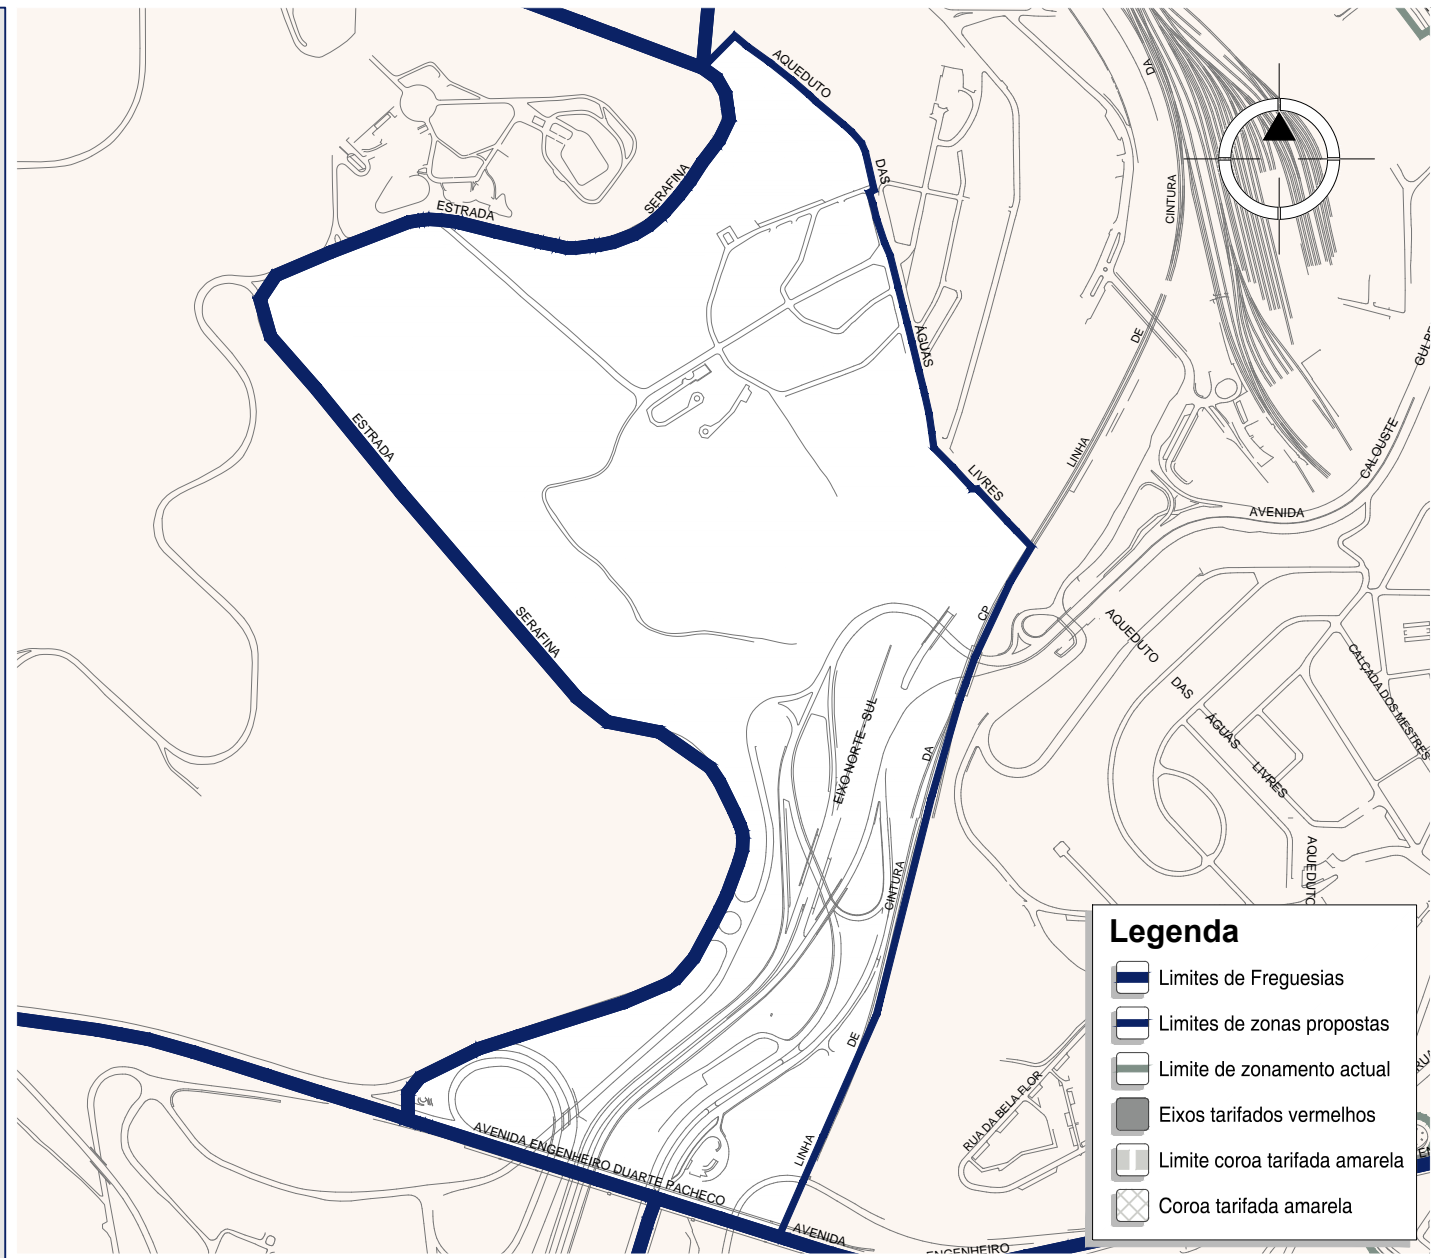 AQUEDUTO
DA
DAS
CINTURA
SERAFINA
ESTRADA
ÁGUAS
DE
ESTRADA
LINHA
CALOUSTE
LIVRES
AVENIDA
CP
SERAFINA
AQUEDUTO
DAS
ÁGUAS
LIVRES
CALÇADA DOS MESTRES
EIXO NORTE - SUL
DA
CINTURA
AQUEDUTO
DE
LINHA
RUA DA BELA FLOR
RUA
AVENIDA ENGENHEIRO DUARTE PACHECO
AVENIDA
ENGENHEIRO
Legenda
Limites de Freguesias
Limites de zonas propostas
Limite de zonamento actual
Eixos tarifados vermelhos
Limite coroa tarifada amarela
Coroa tarifada amarela